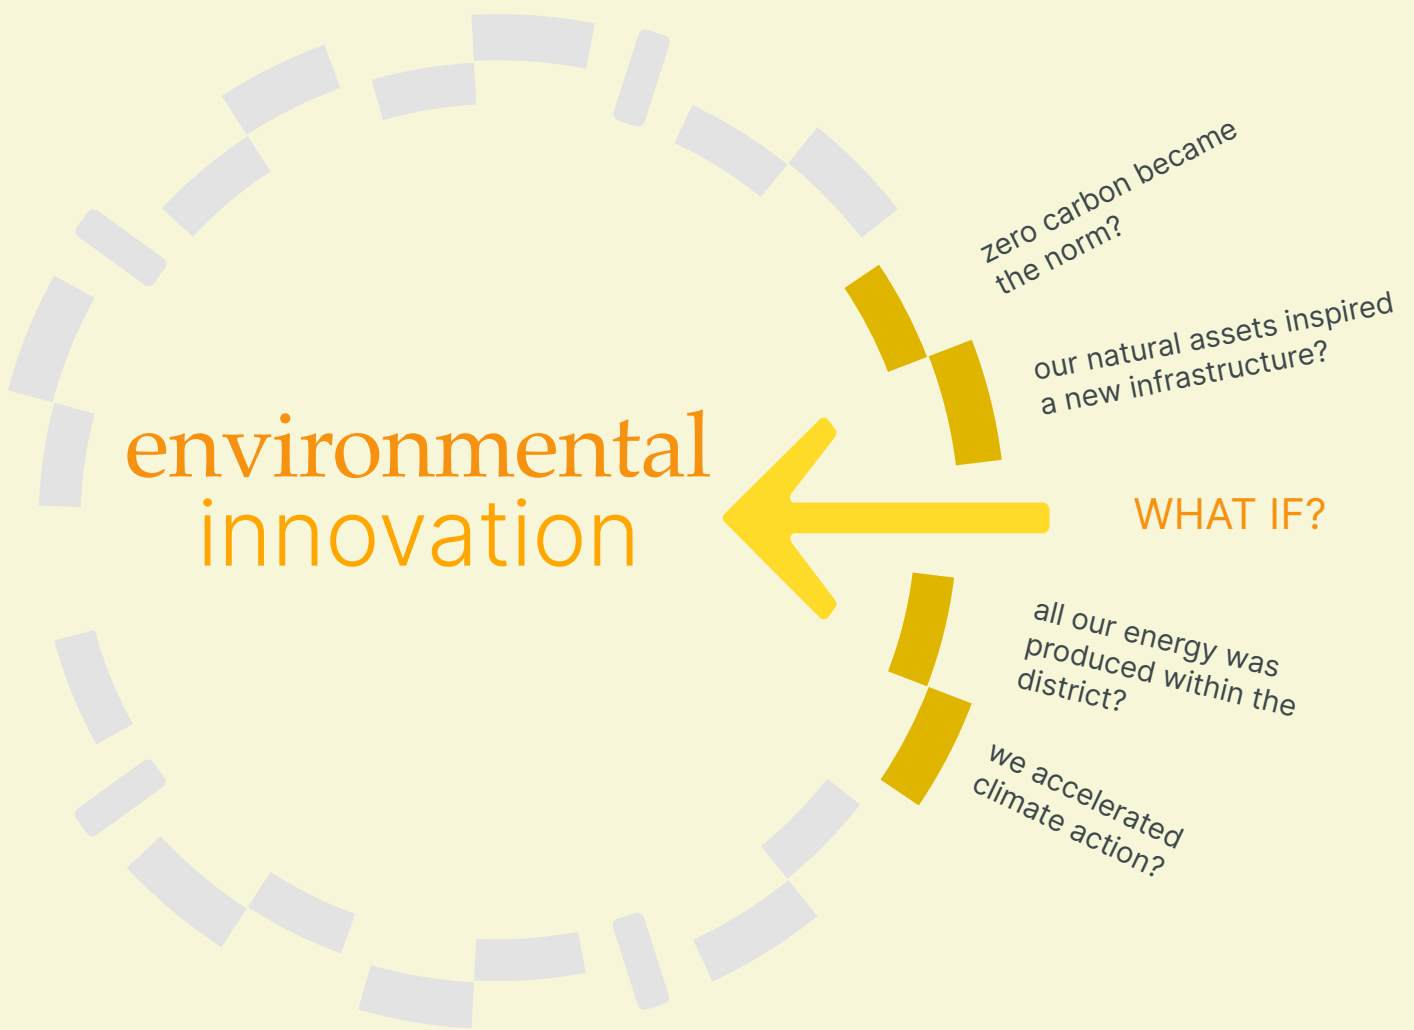 environmental
innovation
zero carbon became
the norm?
our natural assets inspired
a new infrastructure?
WHAT IF?
all our energy was
produced within the
district?
we accelerated
climate action?